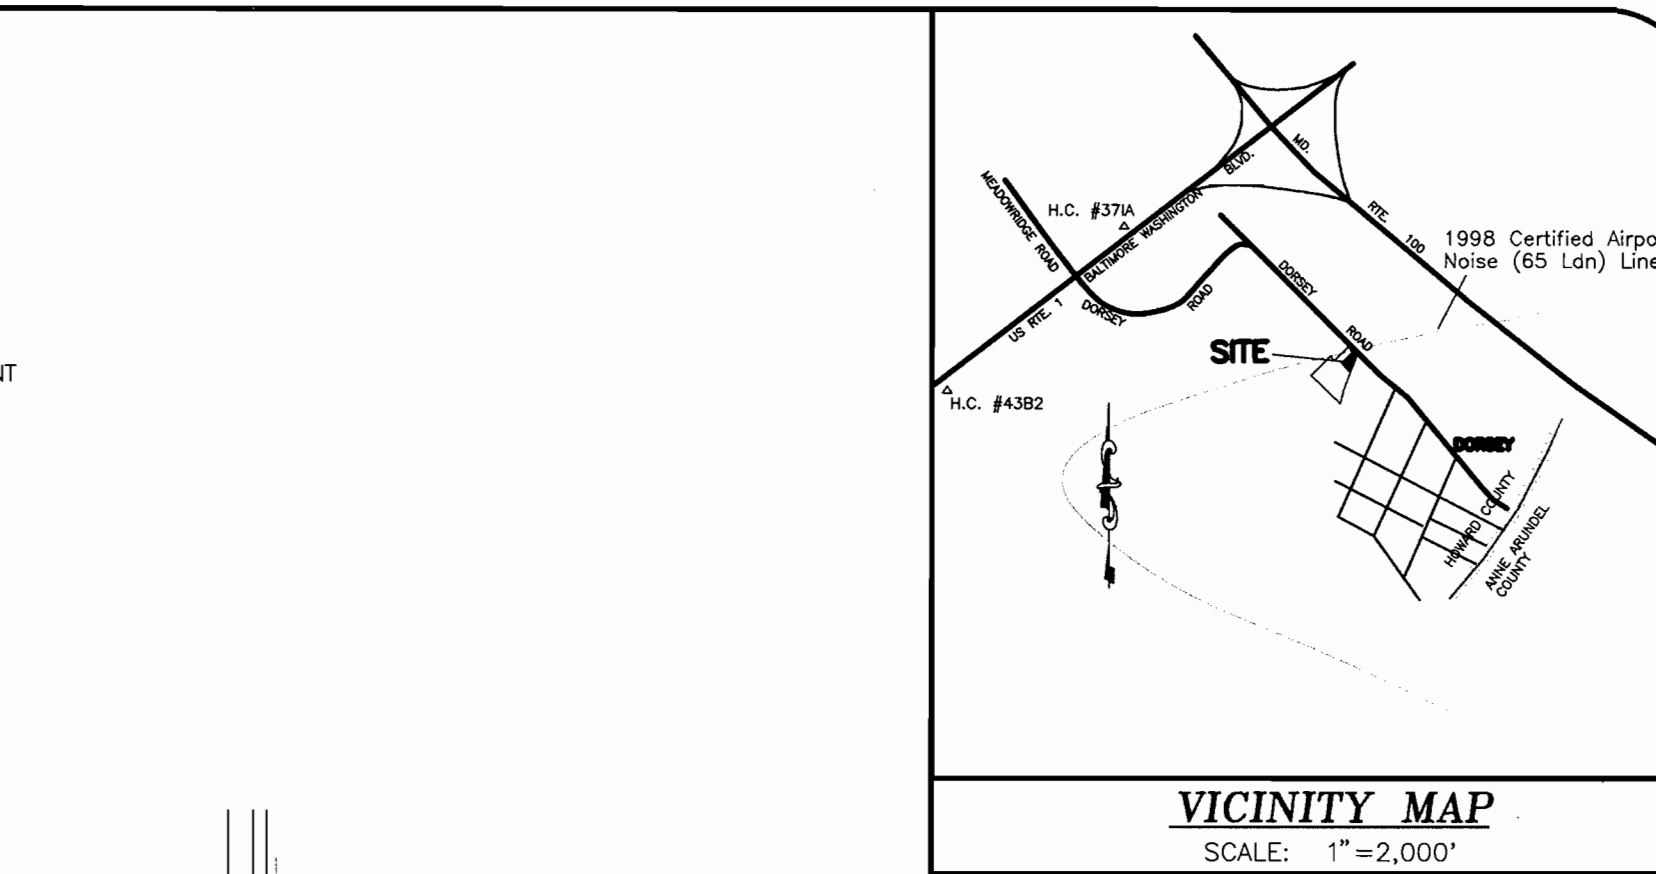 NT
MD.
BLVD.
MEADOWRIDGE ROAD
H.C. #371A
BALTIMORE WASHINGTON
RTE.
100
1998 Certified Airpo
Noise (65 Ldn) Line
DORSEY
ROAD
US RTE. 1
DORSEY
ROAD
SITE
H.C. #43B2
DORSEY
HOWARD COUNTY
ANNE ARUNDEL
COUNTY
VICINITY MAP
SCALE: 1"=2,000'